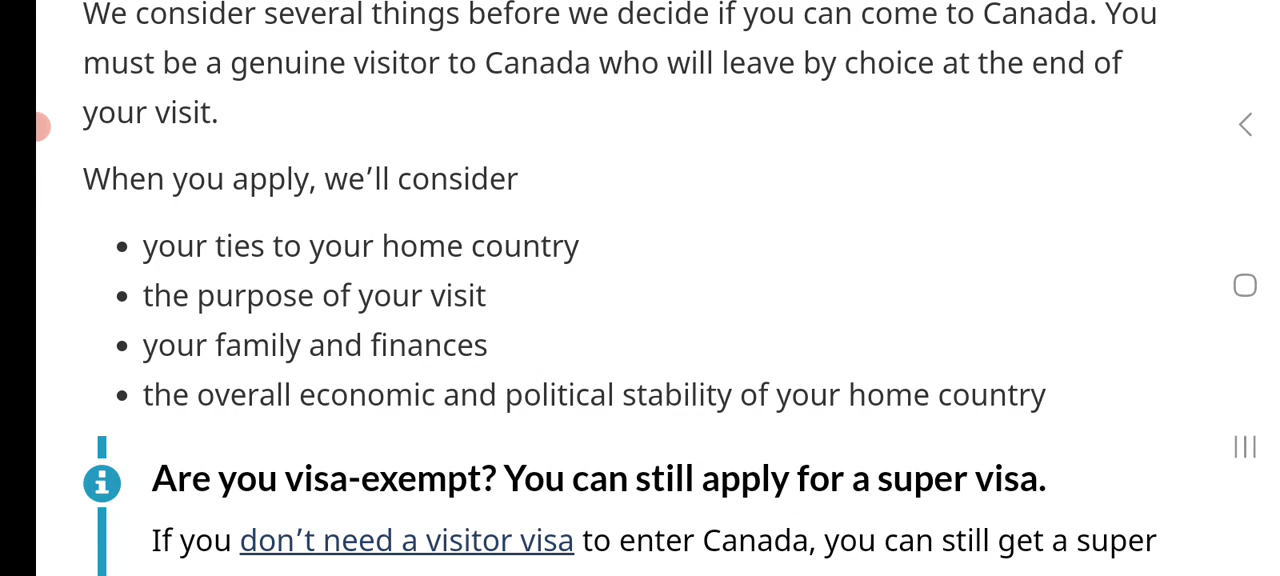 We consider several things before we decide if you can come to Canada. You
must be a genuine visitor to Canada who will leave by choice at the end of
your visit.
When you apply, we’ll consider
• your ties to your home country
• the purpose of your visit
• your family and finances
• the overall economic and political stability of your home country
Are you visa-exempt? You can still apply for a super visa.
If you don’t need a visitor visa to enter Canada, you can still get a super